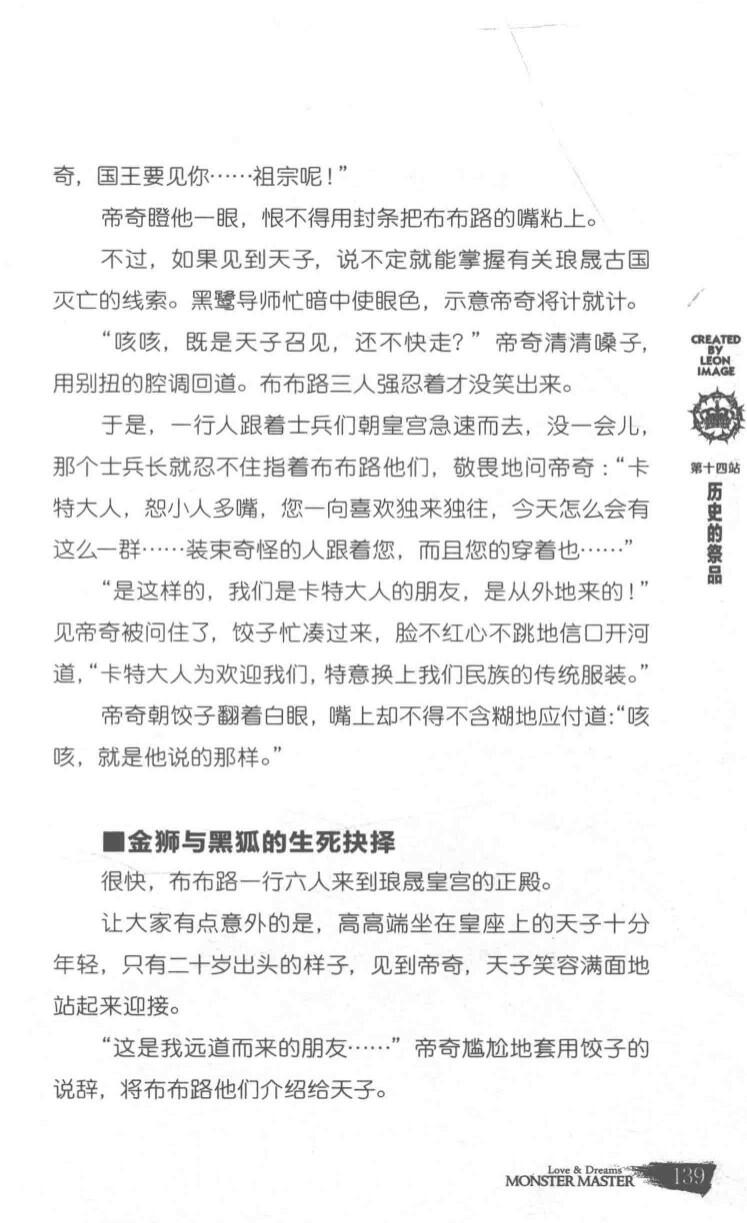 奇，国王要见你……祖宗呢！”
帝奇瞪他一眼，恨不得用封条把布布路的嘴粘上。
不过，如果见到天子，说不定就能掌握有关琅晟古国
灭亡的线索。黑鹭导师忙暗中使眼色，示意帝奇将计就计。
“咳咳，既是天子召见，还不快走？”帝奇清清嗓子，
用别扭的腔调回道。布布路三人强忍着才没笑出来。
于是，一行人跟着士兵们朝皇宫急速而去，没一会儿，
那个士兵长就忍不住指着布布路他们，敬畏地问帝奇：“卡
特大人，恕小人多嘴，您一向喜欢独来独往，今天怎么会有
这么一群……装束奇怪的人跟着您，而且您的穿着也……”
“是这样的，我们是卡特大人的朋友，是从外地来的！”
见帝奇被问住了，饺子忙凑过来，脸不红心不跳地信口开河
道，“卡特大人为欢迎我们，特意换上我们民族的传统服装。”
帝奇朝饺子翻着白眼，嘴上却不得不含糊地应付道：“咳
咳，就是他说的那样。”
■金狮与黑狐的生死抉择
很快，布布路一行六人来到琅晟皇宫的正殿。
让大家有点意外的是，高高端坐在皇座上的天子十分
年轻，只有二十岁出头的样子，见到帝奇，天子笑容满面地
站起来迎接。
“这是我远道而来的朋友……”帝奇尴尬地套用饺子的
说辞，将布布路他们介绍给天子。
CREATED
BY
LEON
IMAGE
第十四站
历史的祭品
Love & Dreams
MONSTER MASTER
139